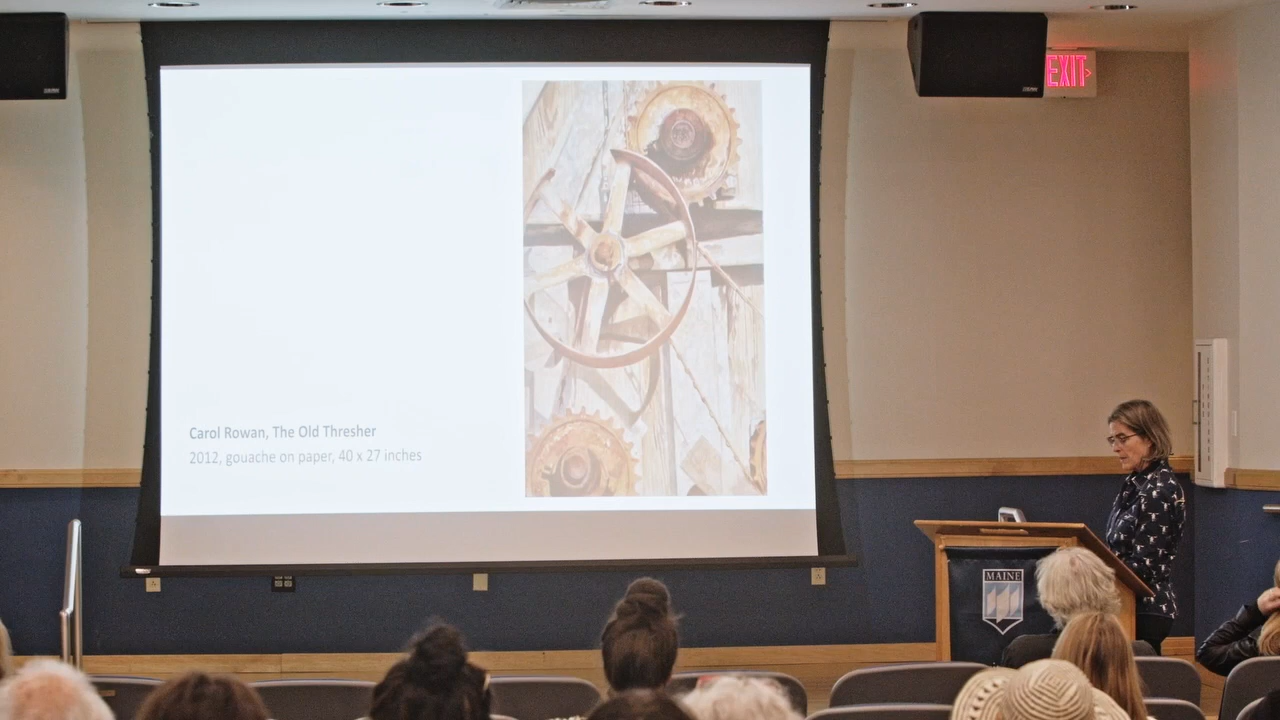 EXIT
Carol Rowan, The Old Thresher
2012, gouache on paper, 40 x 27 inches
MAINE